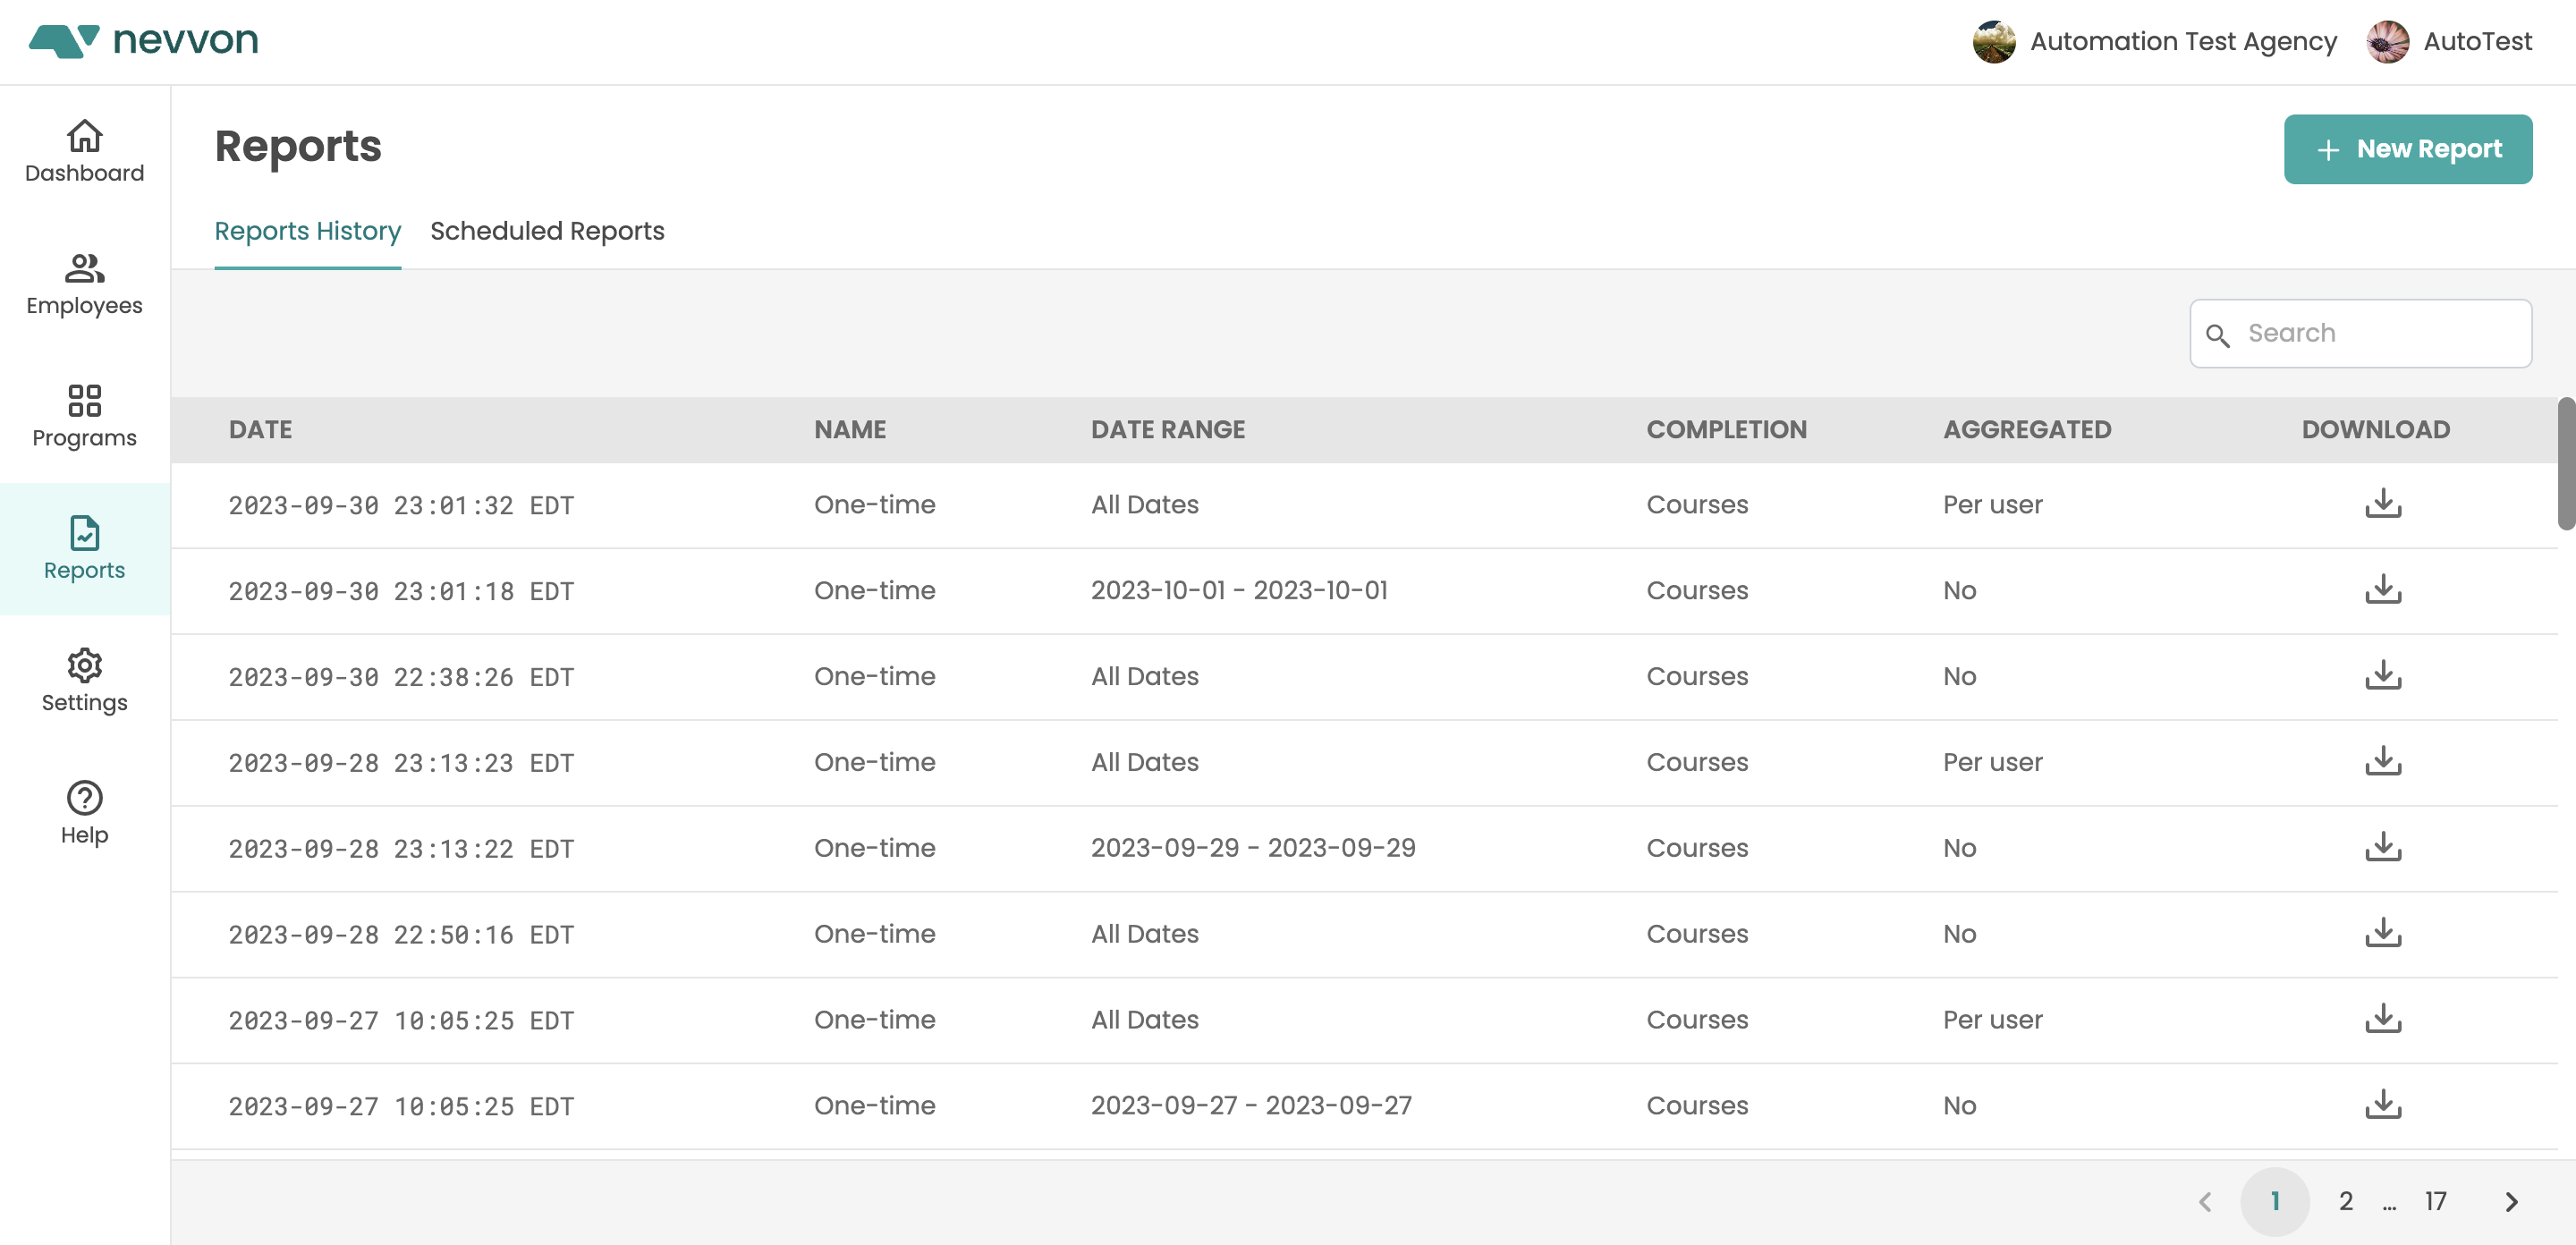 nevvon
Automation Test Agency
AutoTest
Dashboard
Employees
Programs
Reports
Settings
Help
Reports
+ New Report
Reports History
Scheduled Reports
Search
DATE NAME DATE RANGE COMPLETION AGGREGATED DOWNLOAD
2023-09-30 23:01:32 EDT One-time All Dates Courses Per user
2023-09-30 23:01:18 EDT One-time 2023-10-01 - 2023-10-01 Courses No
2023-09-30 22:38:26 EDT One-time All Dates Courses No
2023-09-28 23:13:23 EDT One-time All Dates Courses Per user
2023-09-28 23:13:22 EDT One-time 2023-09-29 - 2023-09-29 Courses No
2023-09-28 22:50:16 EDT One-time All Dates Courses No
2023-09-27 10:05:25 EDT One-time All Dates Courses Per user
2023-09-27 10:05:25 EDT One-time 2023-09-27 - 2023-09-27 Courses No
1 2 ... 17